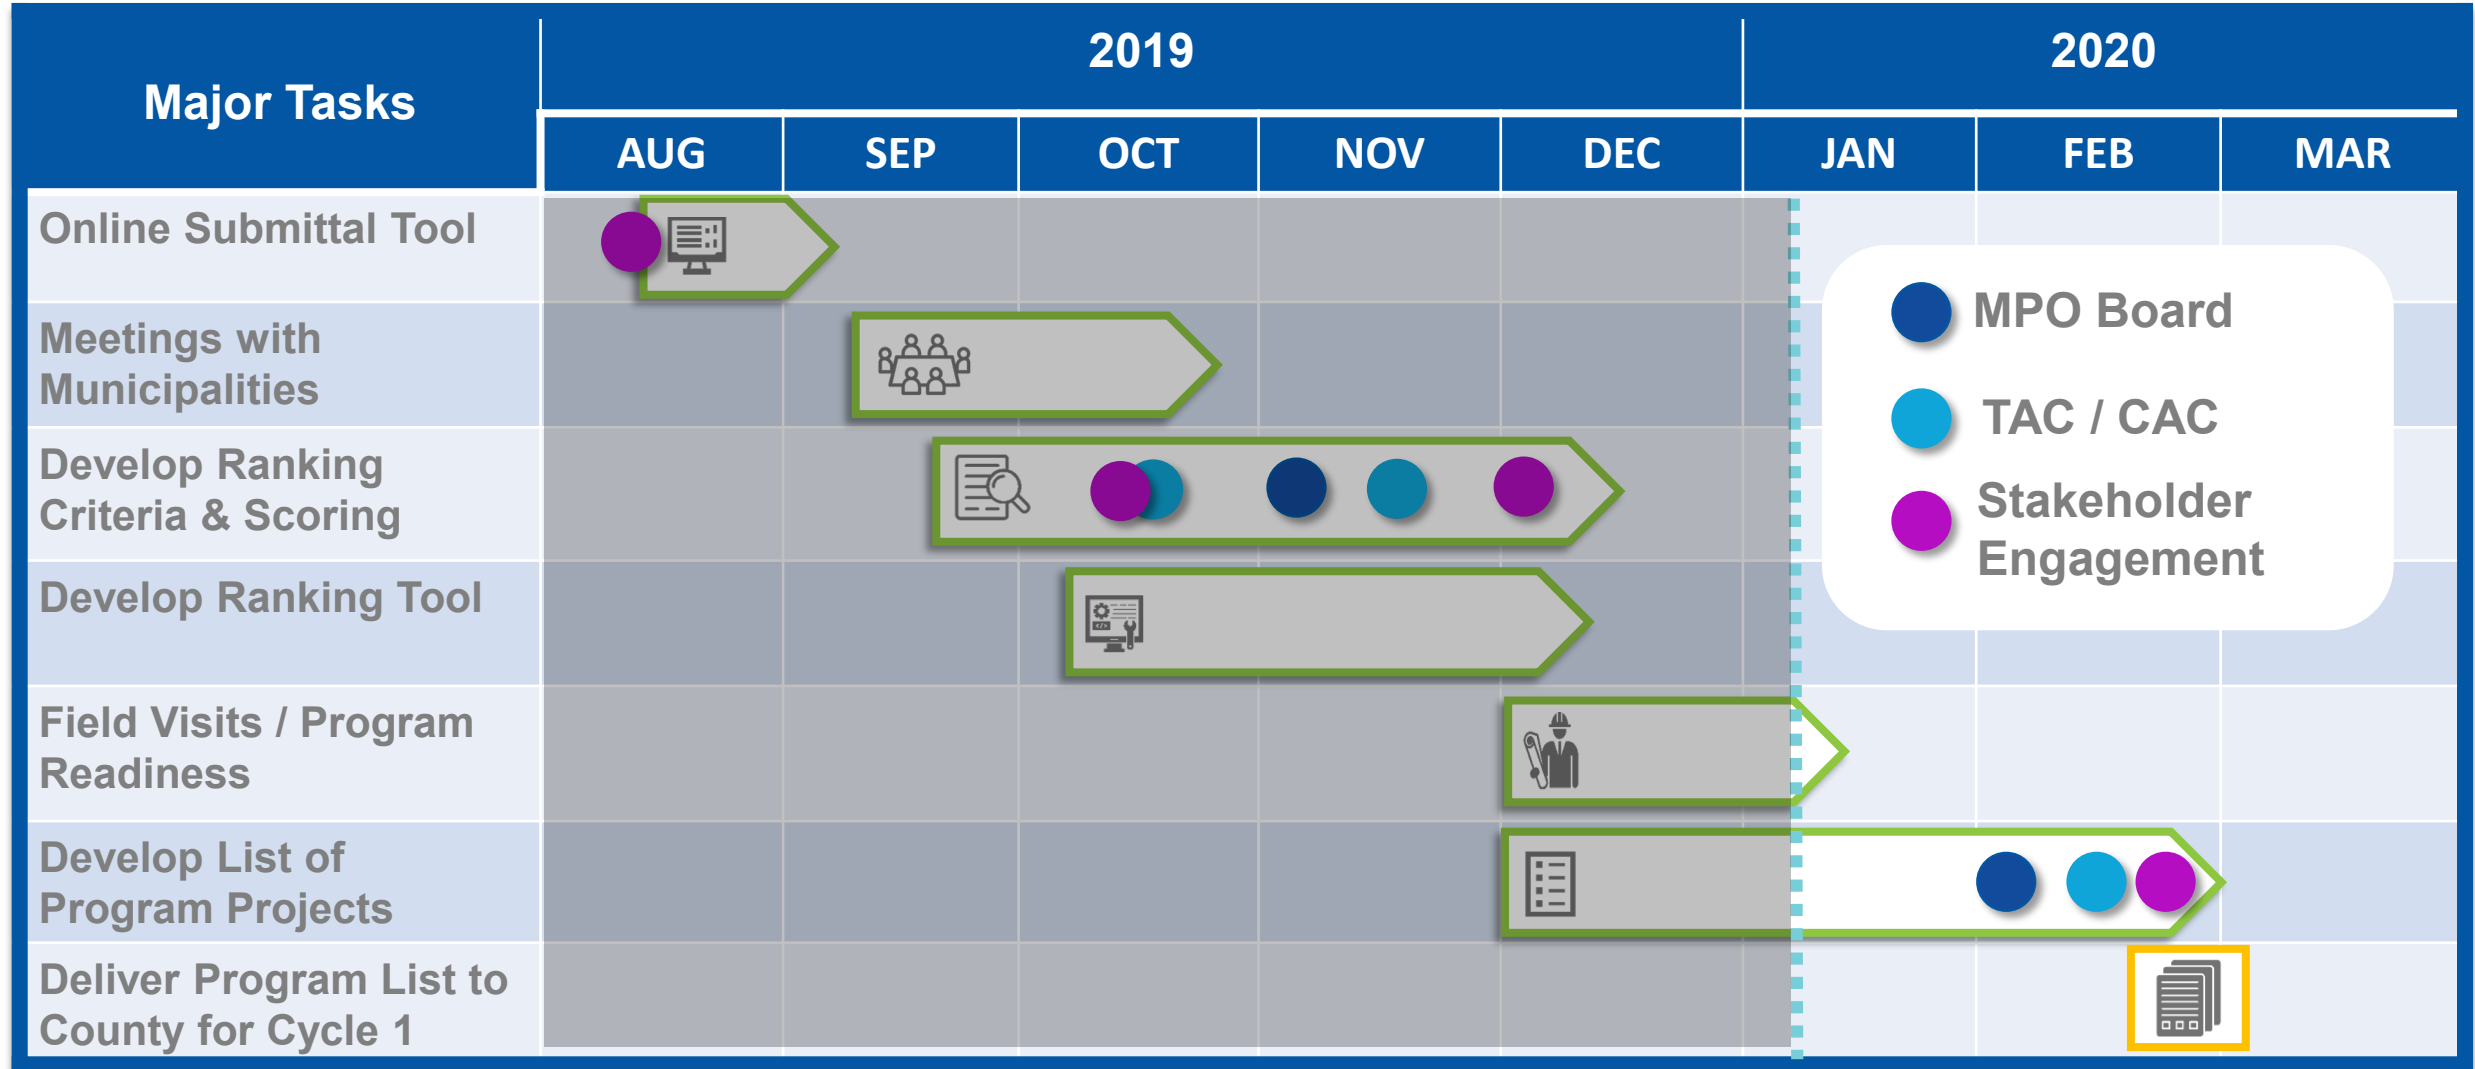 2019
2020
Major Tasks
AUG
SEP
OCT
NOV
DEC
JAN
FEB
MAR
Online Submittal Tool
Meetings with
Municipalities
Develop Ranking
Criteria & Scoring
Develop Ranking Tool
Field Visits / Program
Readiness
Develop List of
Program Projects
Deliver Program List to
County for Cycle 1
MPO Board
TAC / CAC
Stakeholder
Engagement